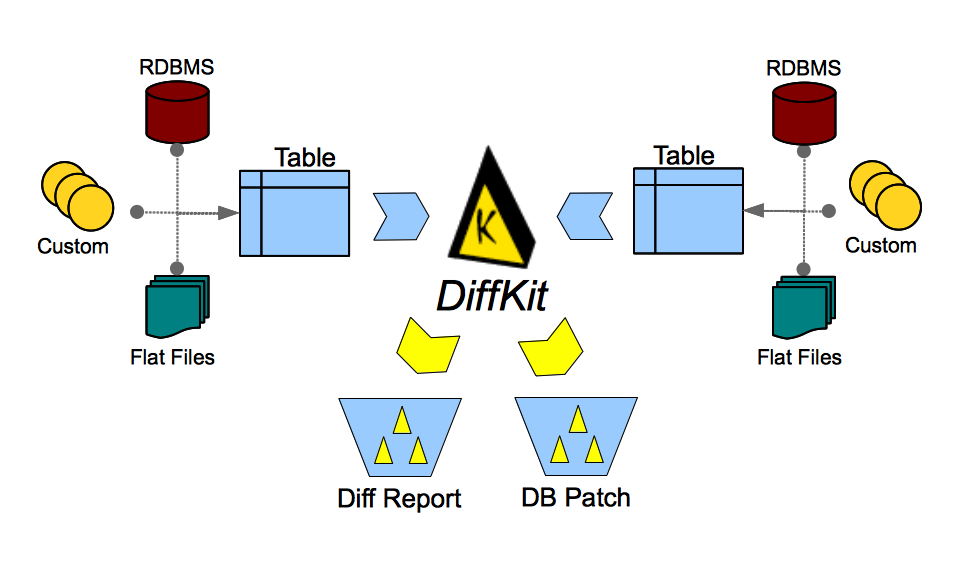 RDBMS
RDBMS
Table
Table
Custom
Custom
K
DiffKit
Flat Files
Flat Files
Diff Report
DB Patch